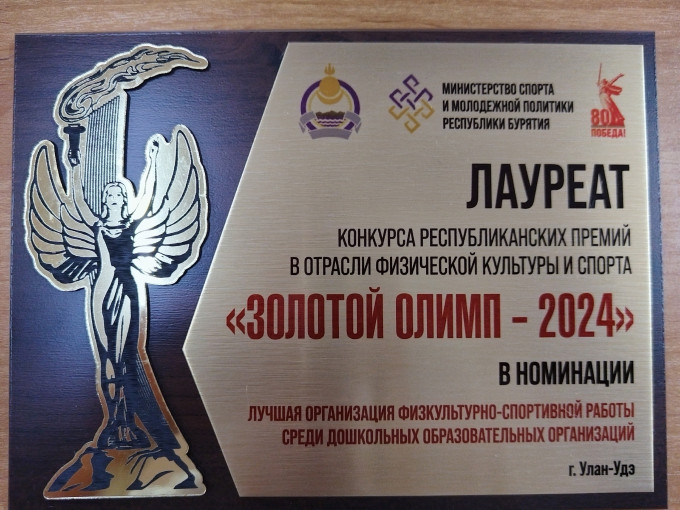 МИНИСТЕРСТВО СПОРТА
И МОЛОДЕЖНОЙ ПОЛИТИКИ
РЕСПУБЛИКИ БУРЯТИЯ
80
ПОБЕДА!
ЛАУРЕАТ
КОНКУРСА РЕСПУБЛИКАНСКИХ ПРЕМИЙ
В ОТРАСЛИ ФИЗИЧЕСКОЙ КУЛЬТУРЫ И СПОРТА
«ЗОЛОТОЙ ОЛИМП – 2024»
В НОМИНАЦИИ
ЛУЧШАЯ ОРГАНИЗАЦИЯ ФИЗКУЛЬТУРНО-СПОРТИВНОЙ РАБОТЫ
СРЕДИ ДОШКОЛЬНЫХ ОБРАЗОВАТЕЛЬНЫХ ОРГАНИЗАЦИЙ
г. Улан-Удэ